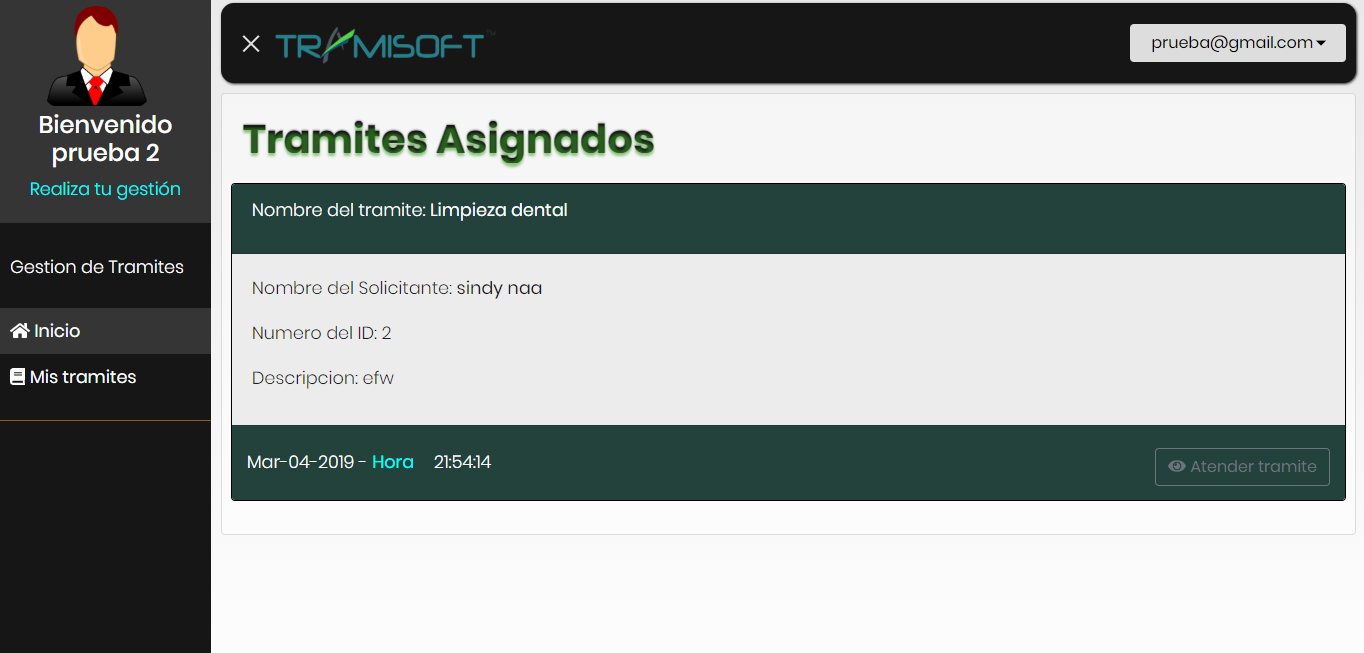 Bienvenido
prueba 2
Realiza tu gestión
Gestion de Tramites
Inicio
Mis tramites
TRAMISOFT™
prueba@gmail.com
Tramites Asignados
Nombre del tramite: Limpieza dental
Nombre del Solicitante: sindy naa
Numero del ID: 2
Descripcion: efw
Mar-04-2019 - Hora 21:54:14
Atender tramite